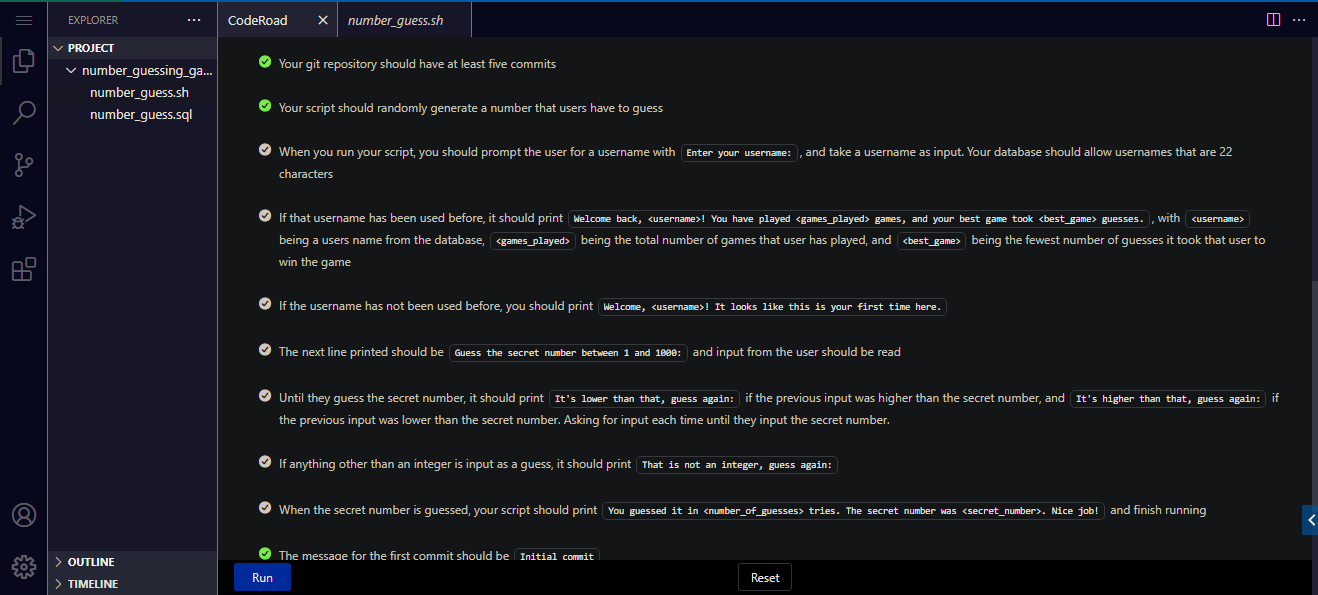 EXPLORER
CodeRoad
number_guess.sh
PROJECT
number_guessing_ga...
number_guess.sh
number_guess.sql
Your git repository should have at least five commits
Your script should randomly generate a number that users have to guess
When you run your script, you should prompt the user for a username with Enter your username: , and take a username as input. Your database should allow usernames that are 22
characters
If that username has been used before, it should print Welcome back, <username>! You have played <games_played> games, and your best game took <best_game> guesses. , with <username>
being a users name from the database, <games_played> being the total number of games that user has played, and <best_game> being the fewest number of guesses it took that user to
win the game
If the username has not been used before, you should print Welcome, <username>! It looks like this is your first time here.
The next line printed should be Guess the secret number between 1 and 1000: and input from the user should be read
Until they guess the secret number, it should print It's lower than that, guess again: if the previous input was higher than the secret number, and It's higher than that, guess again: if
the previous input was lower than the secret number. Asking for input each time until they input the secret number.
If anything other than an integer is input as a guess, it should print That is not an integer, guess again:
When the secret number is guessed, your script should print You guessed it in <number_of_guesses> tries. The secret number was <secret_number>. Nice job! and finish running
The message for the first commit should be Initial commit
OUTLINE
TIMELINE
Run
Reset